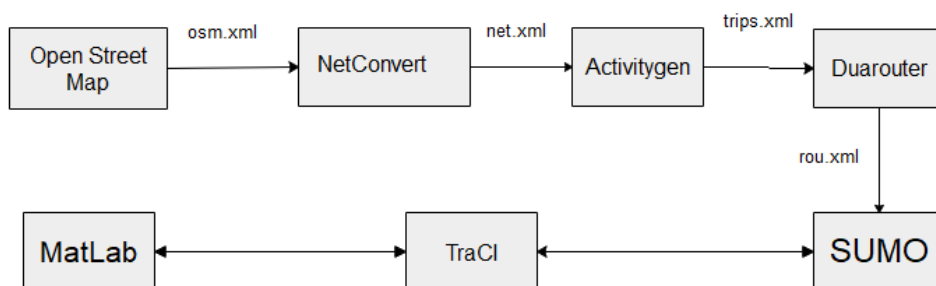 osm.xml
net.xml
trips.xml
Open Street
Map
NetConvert
Activitygen
Duarouter
rou.xml
MatLab
TraCI
SUMO